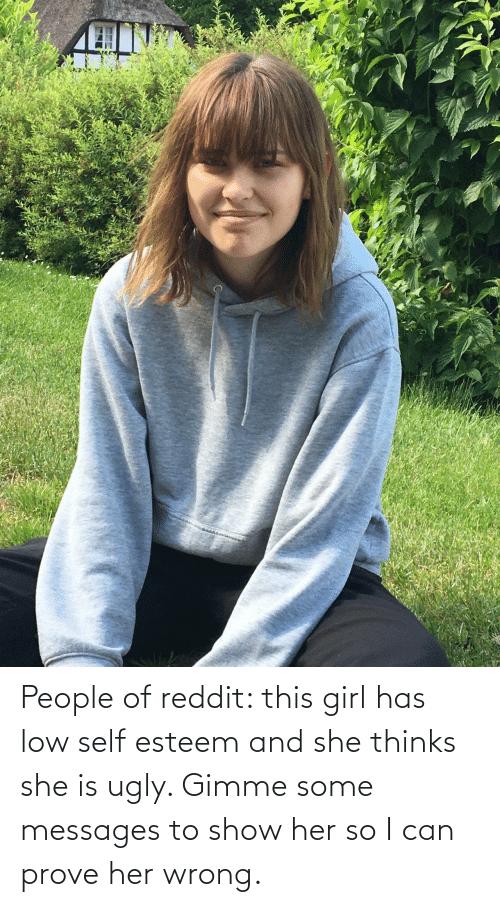 People of reddit: this girl has
low self esteem and she thinks
she is ugly. Gimme some
messages to show her so I can
prove her wrong.